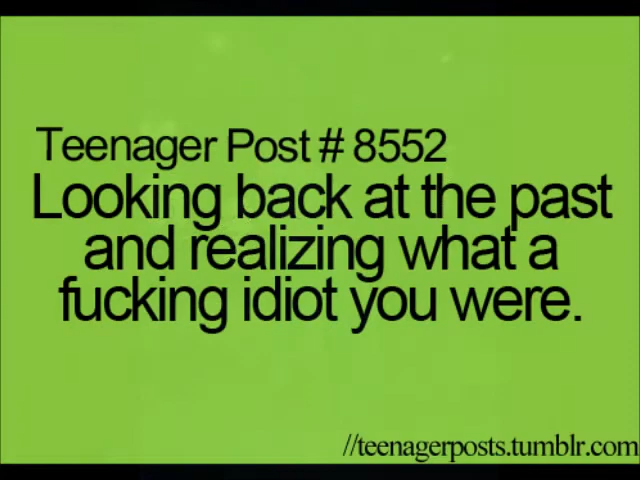 Teenager Post # 8552
Looking back at the past
and realizing what a
fucking idiot you were.
//teenagerposts.tumblr.com